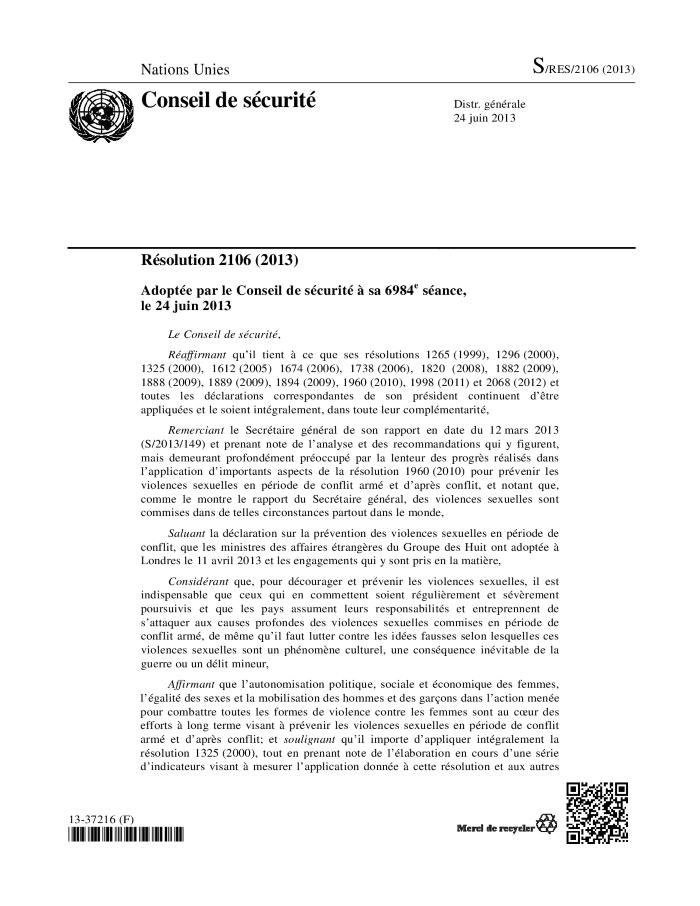 Nations Unies
S/RES/2106 (2013)
Conseil de sécurité
Distr. générale
24 juin 2013
Résolution 2106 (2013)
Adoptée par le Conseil de sécurité à sa 6984e séance,
le 24 juin 2013
Le Conseil de sécurité,
Réaffirmant qu’il tient à ce que ses résolutions 1265 (1999), 1296 (2000),
1325 (2000), 1612 (2005) 1674 (2006), 1738 (2006), 1820 (2008), 1882 (2009),
1888 (2009), 1889 (2009), 1894 (2009), 1960 (2010), 1998 (2011) et 2068 (2012) et
toutes les déclarations correspondantes de son président continuent d’être
appliquées et le soient intégralement, dans toute leur complémentarité,
Remerciant le Secrétaire général de son rapport en date du 12 mars 2013
(S/2013/149) et prenant note de l’analyse et des recommandations qui y figurent,
mais demeurant profondément préoccupé par la lenteur des progrès réalisés dans
l’application d’importants aspects de la résolution 1960 (2010) pour prévenir les
violences sexuelles en période de conflit armé et d’après conflit, et notant que,
comme le montre le rapport du Secrétaire général, des violences sexuelles sont
commises dans de telles circonstances partout dans le monde,
Saluant la déclaration sur la prévention des violences sexuelles en période de
conflit, que les ministres des affaires étrangères du Groupe des Huit ont adoptée à
Londres le 11 avril 2013 et les engagements qui y sont pris en la matière,
Considérant que, pour décourager et prévenir les violences sexuelles, il est
indispensable que ceux qui en commettent soient régulièrement et sévèrement
poursuivis et que les pays assument leurs responsabilités et entreprennent de
s’attaquer aux causes profondes des violences sexuelles commises en période de
conflit armé, de même qu’il faut lutter contre les idées fausses selon lesquelles ces
violences sexuelles sont un phénomène culturel, une conséquence inévitable de la
guerre ou un délit mineur,
Affirmant que l’autonomisation politique, sociale et économique des femmes,
l’égalité des sexes et la mobilisation des hommes et des garçons dans l’action menée
pour combattre toutes les formes de violence contre les femmes sont au cœur des
efforts à long terme visant à prévenir les violences sexuelles en période de conflit
armé et d’après conflit; et soulignant qu’il importe d’appliquer intégralement la
résolution 1325 (2000), tout en prenant note de l’élaboration en cours d’une série
d’indicateurs visant à mesurer l’application donnée à cette résolution et aux autres
13-37216 (F)
Merci de recycler